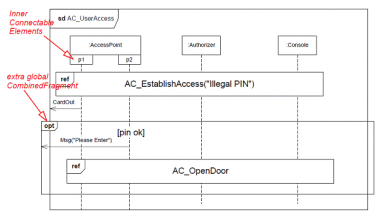 Inner
Connectable
Elements
sd AC_UserAccess
:AccessPoint
:Authorizer
:Console
p1
p2
ref
AC_EstablishAccess("Illegal PIN")
extra global
CombinedFragment
CardOut
opt
[pin ok]
Msg("Please Enter")
ref
AC_OpenDoor